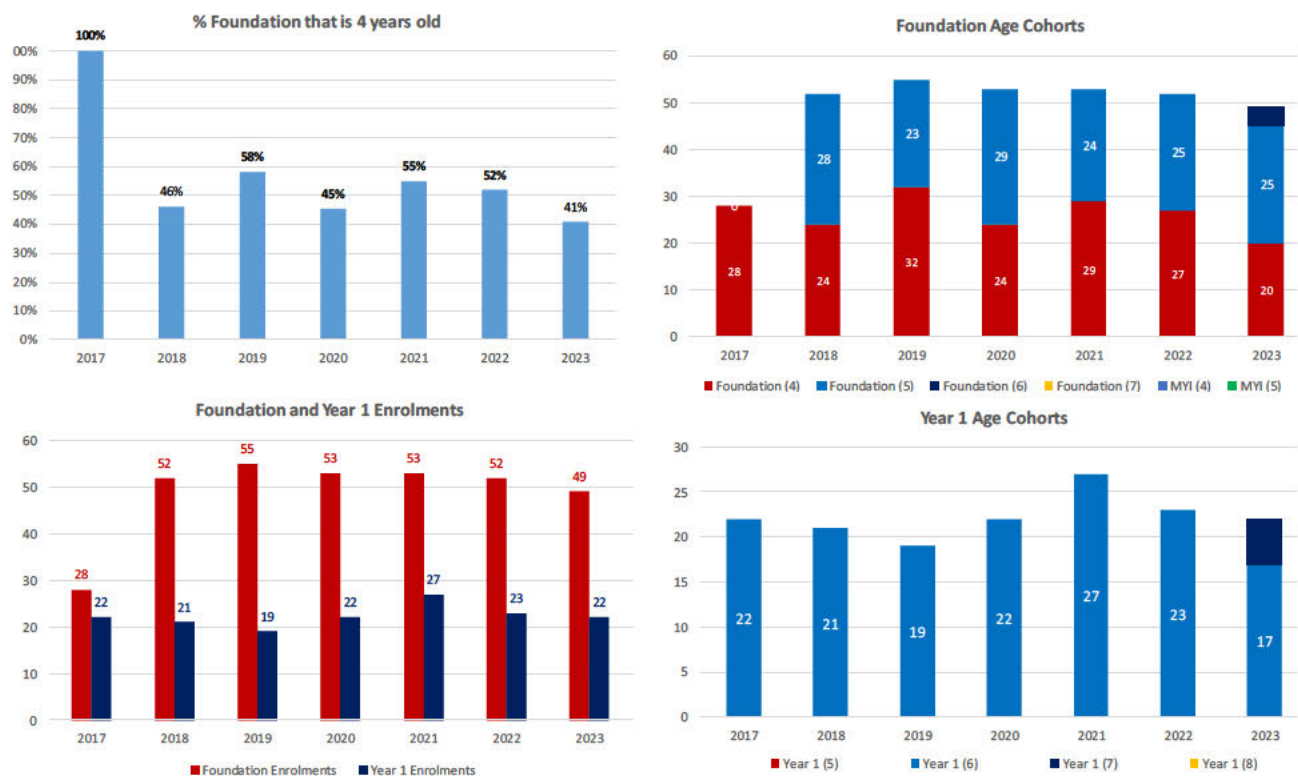 % Foundation that is 4 years old
100%
00%
90%
80%
70%
60%
50%
40%
30%
20%
10%
0%
100%
46%
58%
45%
55%
52%
41%
2017 2018 2019 2020 2021 2022 2023
Foundation Age Cohorts
60
50
40
30
20
10
0
0
28 23 29 24 25 25
28 24 32 24 29 27 20
2017 2018 2019 2020 2021 2022 2023
Foundation (4) Foundation (5) Foundation (6) Foundation (7) MYI (4) MYI (5)
Foundation and Year 1 Enrolments
60
50
40
30
20
10
0
28 52 55 53 53 52 49
22 21 19 22 27 23 22
2017 2018 2019 2020 2021 2022 2023
Foundation Enrolments Year 1 Enrolments
Year 1 Age Cohorts
30
25
20
15
10
5
0
22 21 19 22 27 23 17
2017 2018 2019 2020 2021 2022 2023
Year 1 (5) Year 1 (6) Year 1 (7) Year 1 (8)